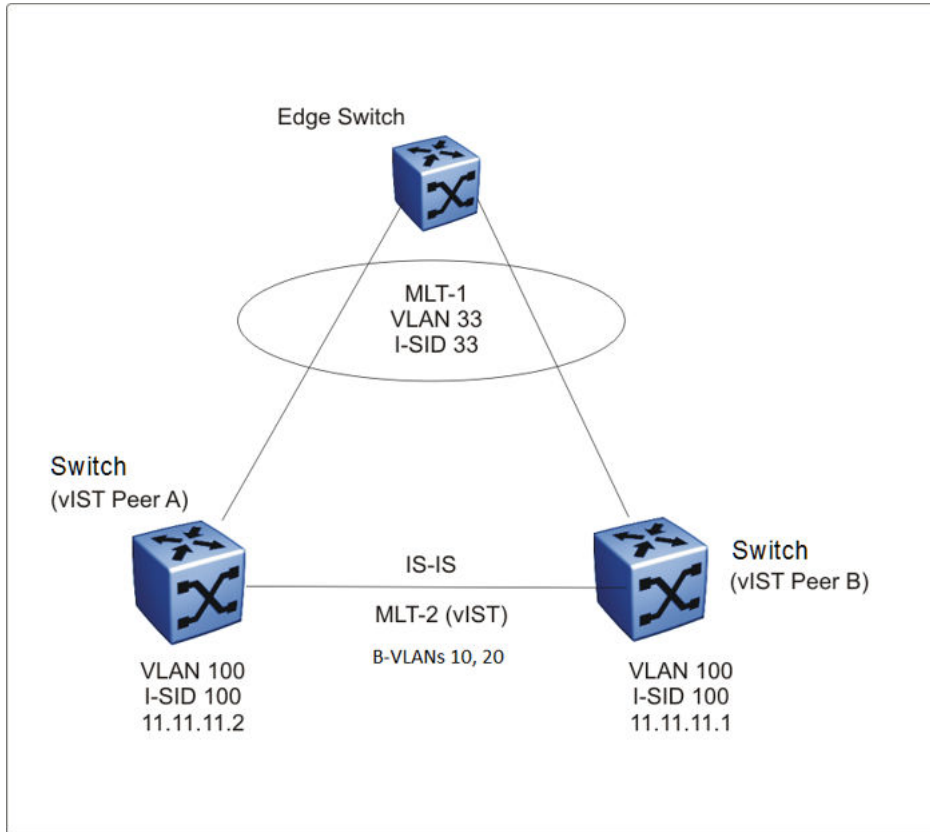 Edge Switch
MLT-1
VLAN 33
I-SID 33
Switch
(vIST Peer A)
IS-IS
MLT-2 (vIST)
B-VLANs 10, 20
Switch
(vIST Peer B)
VLAN 100
I-SID 100
11.11.11.2
VLAN 100
I-SID 100
11.11.11.1